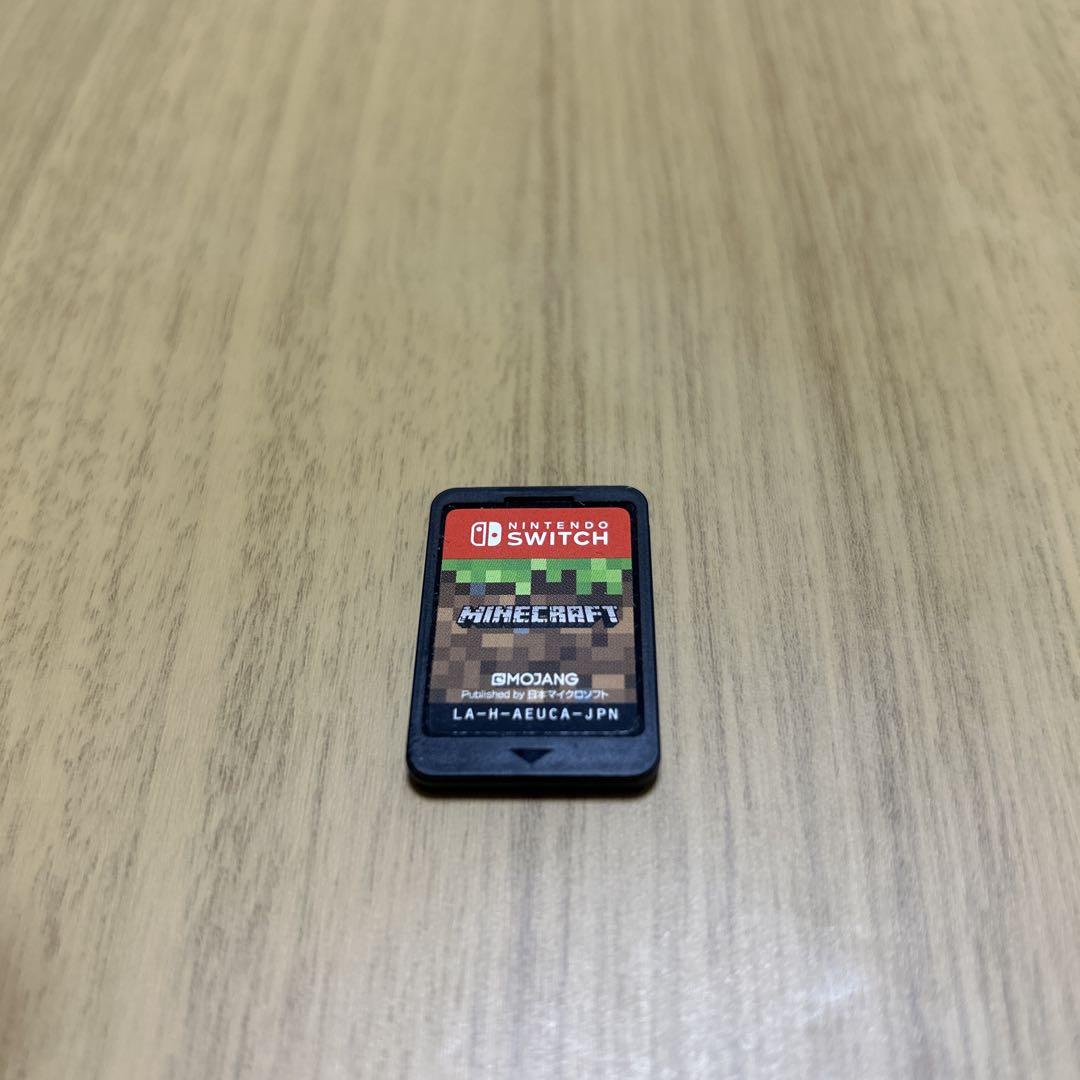 NINTENDO
SWITCH
MINECRAFT
MOJANG
Published by 日本マイクロソフト
LA-H-AEUCA-JPN